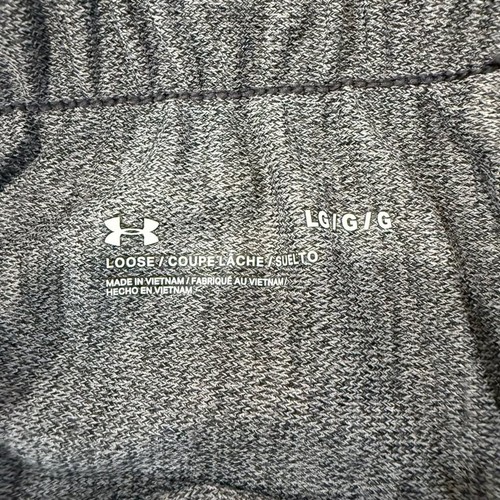 LG/G/G
LOOSE / COUPE LÂCHE / SUELTO
MADE IN VIETNAM / FABRIQUÉ AU VIETNAM /
HECHO EN VIETNAM